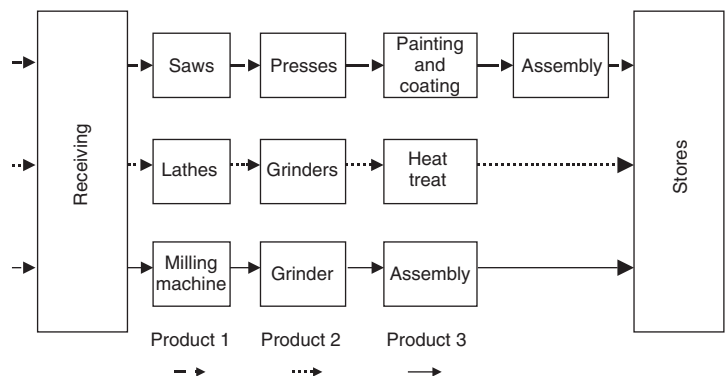 Receiving
Saws
Presses
Painting
and
coating
Assembly
Stores
Lathes
Grinders
Heat
treat
Milling
machine
Grinder
Assembly
Product 1
Product 2
Product 3